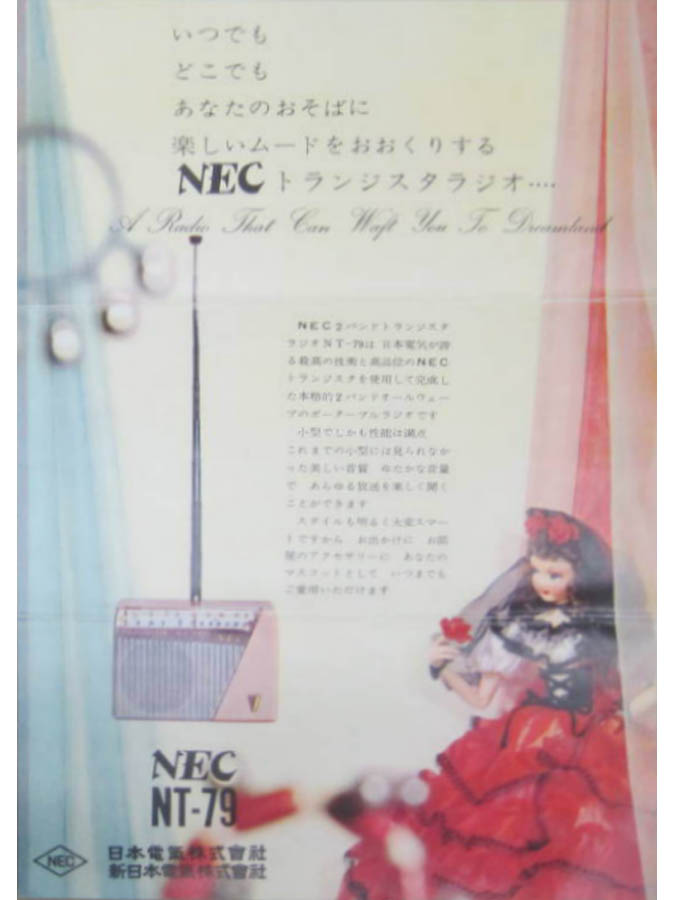 いつでも
どこでも
あなたのおそばに
楽しいムードをおおくりする
NECトランジスタラジオ‥‥
A Radio That Can Waft You To Dreamland
NEC2バンドトランジスタ
ラジオNT-79は 日本電気が誇
る最高の技術と高品位のNEC
トランジスタを使用して完成し
た本格的2バンドオールウェー
ブのポーターブルラジオです
小型でしかも性能は満点
これまでの小型には見られなか
った美しい音質 ゆたかな音量
で あらゆる放送を楽しく聞く
ことができます
スタイルも明るく大変スマー
トですから お出かけに お部
屋のアクセサリーに あなたの
マスコットとして いつまでも
ご愛用いただけます
NEC
NT-79
NEC
日本電氣株式會社
新日本電氣株式會社